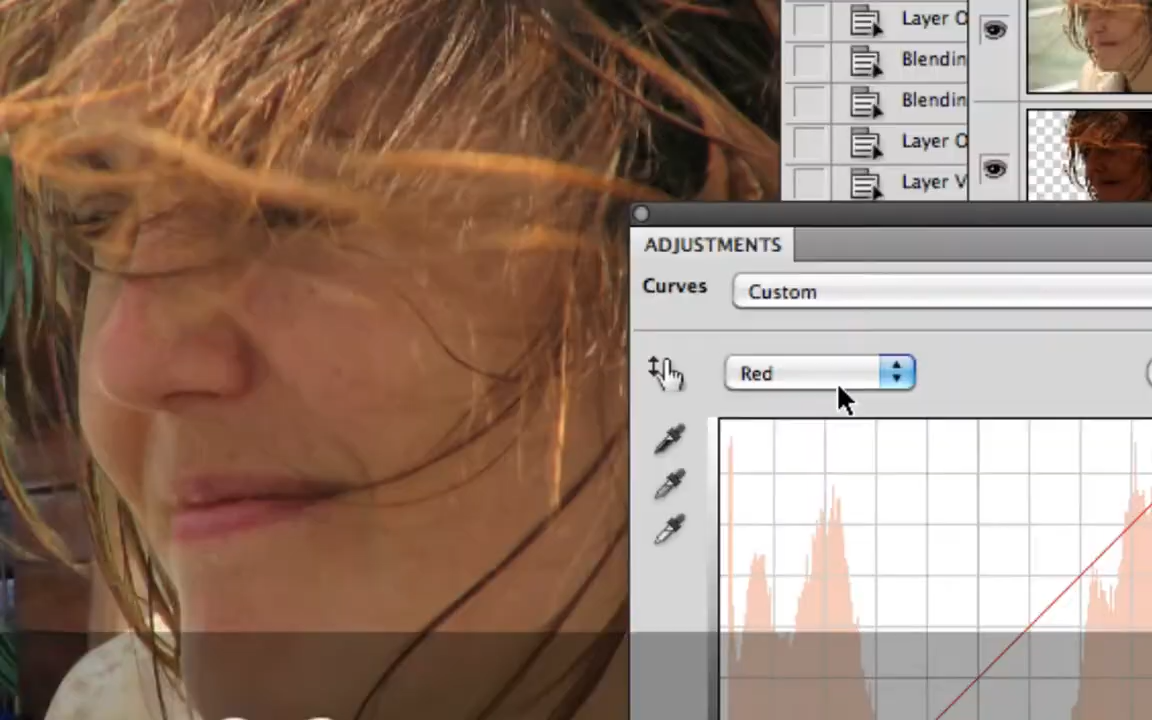 Layer O
Blendin
Blendin
Layer O
Layer V
ADJUSTMENTS
Curves
Custom
Red